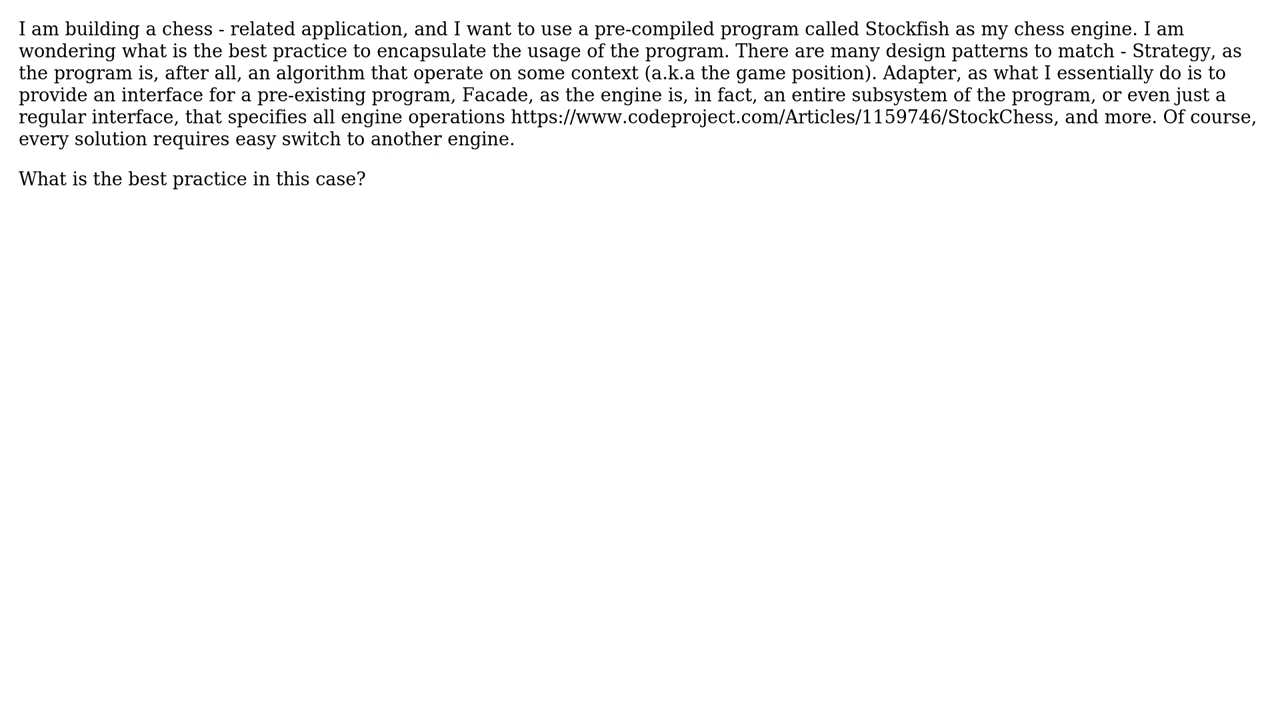 I am building a chess - related application, and I want to use a pre-compiled program called Stockfish as my chess engine. I am
wondering what is the best practice to encapsulate the usage of the program. There are many design patterns to match - Strategy, as
the program is, after all, an algorithm that operate on some context (a.k.a the game position). Adapter, as what I essentially do is to
provide an interface for a pre-existing program, Facade, as the engine is, in fact, an entire subsystem of the program, or even just a
regular interface, that specifies all engine operations https://www.codeproject.com/Articles/1159746/StockChess, and more. Of course,
every solution requires easy switch to another engine.
What is the best practice in this case?